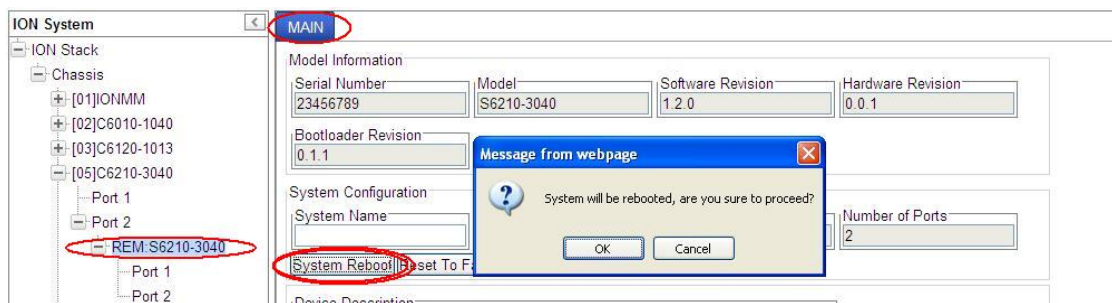 ION System
ION Stack
Chassis
[01]IONMM
[02]C6010-1040
[03]C6120-1013
[05]C6210-3040
Port 1
Port 2
REM:S6210-3040
Port 1
Port 2
MAIN
Model Information
Serial Number Model Software Revision Hardware Revision
23456789 S6210-3040 1.2.0 0.0.1
Bootloader Revision
0.1.1
Message from webpage
System will be rebooted, are you sure to proceed?
OK Cancel
System Configuration
System Name Number of Ports
2
System Reboot Reset To
Device Description